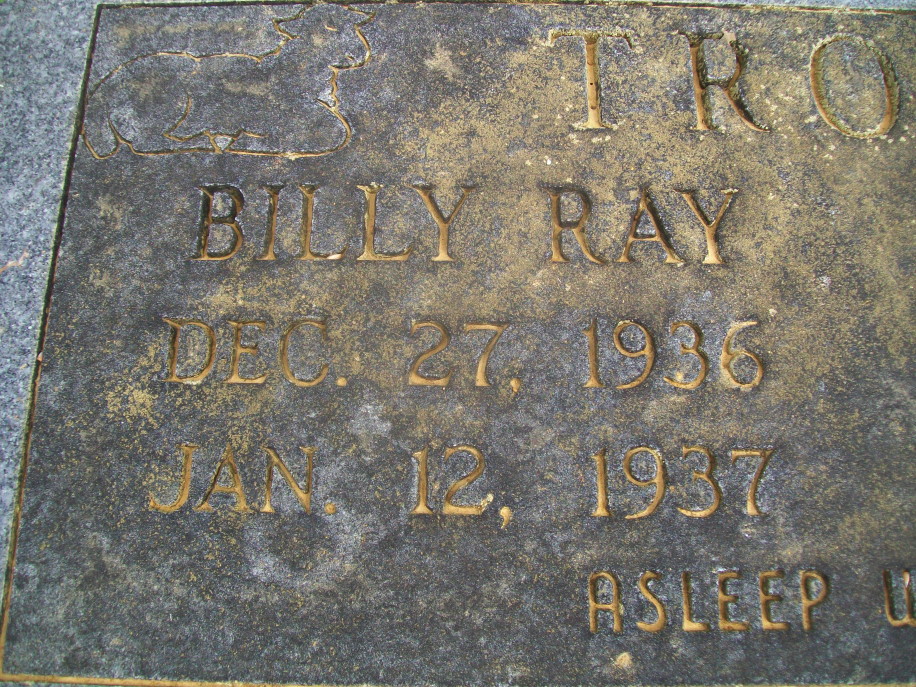 TRO
BILLY RAY
DEC. 27, 1936
JAN. 12, 1937
ASLEEP